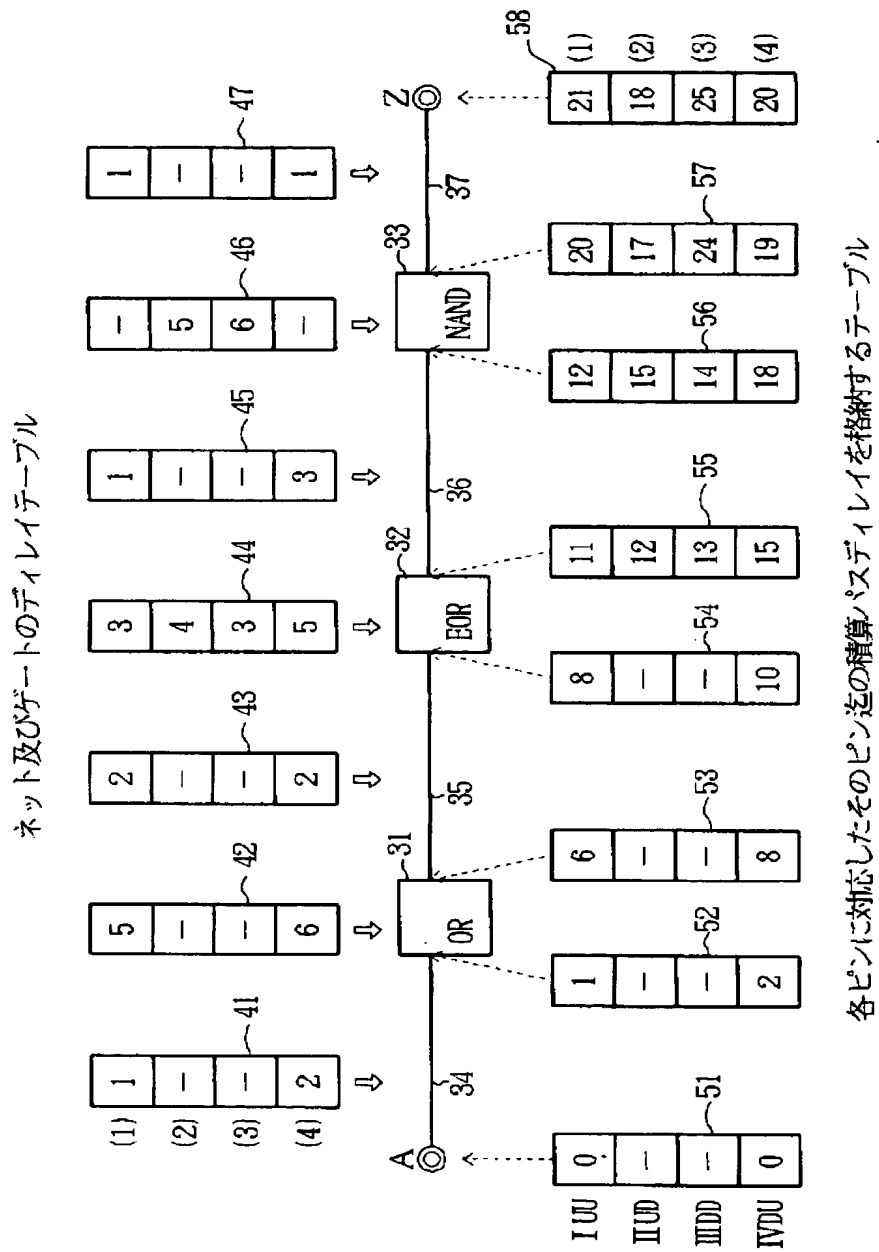 ネット及びゲートのディレイテーブル
(1) 1 5 2 3 1 - 1
(2) - - - 4 - 5 -
(3) - - - 3 - 6 -
(4) 2 6 2 5 3 - 1
41 42 43 44 45 46 47
31 32 33
A OR EOR NAND Z
34 35 36 37
51 52 53 54 55 56 57 58
ⅠUU 0 1 6 8 11 12 20 21 (1)
ⅡUD - - - - 12 15 17 18 (2)
ⅢDD - - - - 13 14 24 25 (3)
ⅣDU 0 2 8 10 15 18 19 20 (4)
各ピンに対応したそのピン迄の積算パスディレイを格納するテーブル